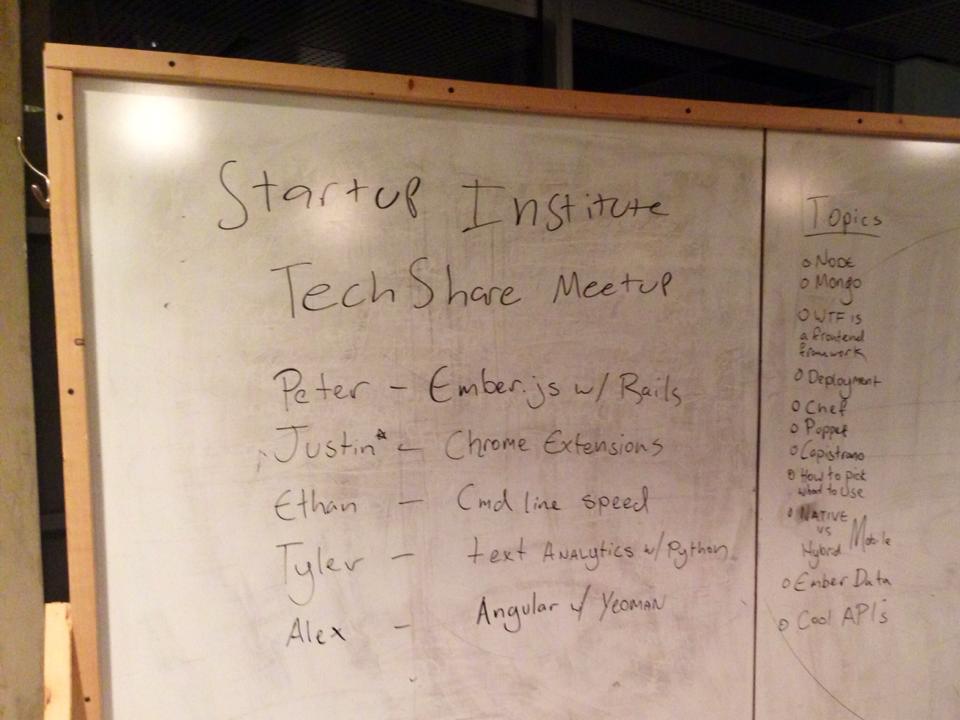 Startup Institute
TechShare Meetup
Peter - Ember.js w/ Rails
Justin* - Chrome Extensions
Ethan - Cmd line speed
Tyler - text Analytics w/ Python
Alex - Angular w/ Yeoman
Topics
o Node
o Mongo
o WTF is
a frontend
framework
o Deployment
o Chef
o Puppet
o Capistrano
o How to pick
what to use
o Native
vs
Hybrid Mobile
o Ember Data
o Cool APIs